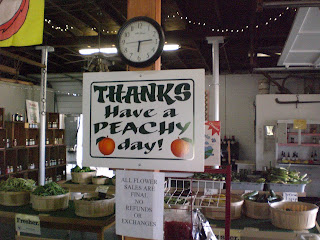 THANKS
Have a
PEACHY
day!
ALL FLOWER
SALES ARE
FINAL
NO
REFUNDS
OR
EXCHANGES